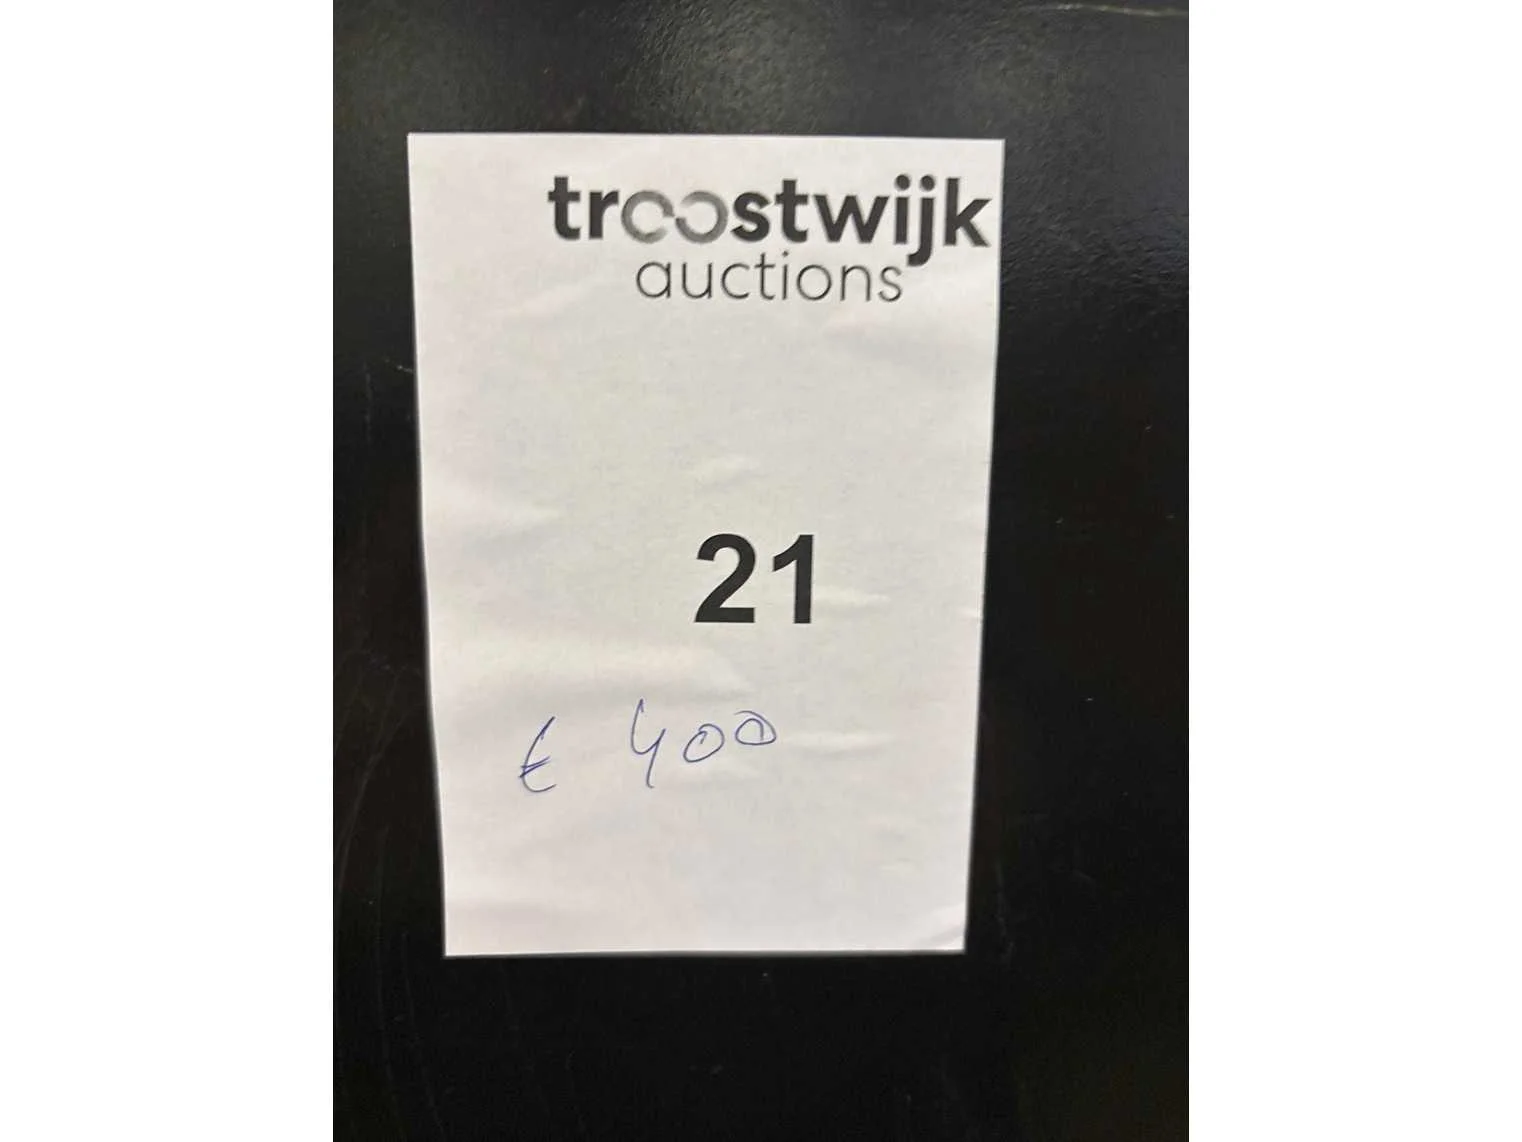 troostwijk
auctions
21
€ 400